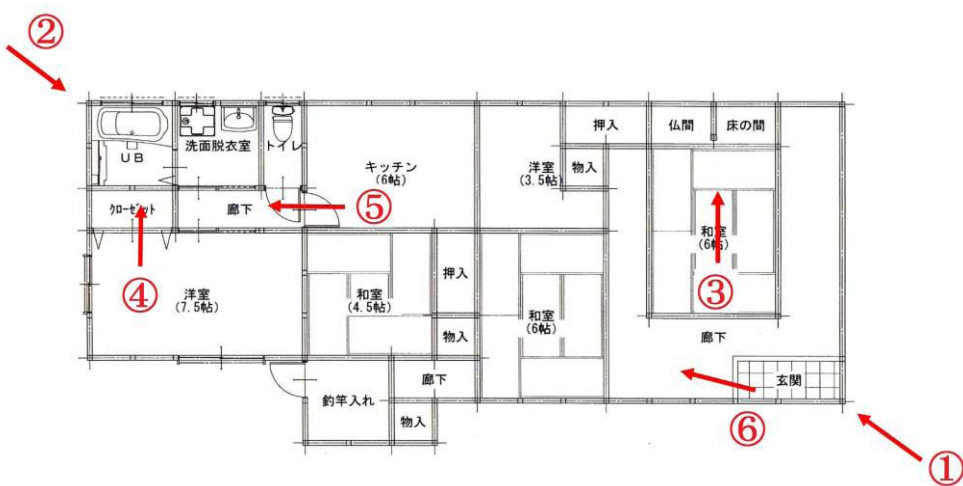 ②
押入
仏間
床の間
UB
洗面脱衣室
トイレ
キッチン
(6帖)
洋室
(3.5帖)
物入
クローゼット
廊下
⑤
和室
(6帖)
③
④
洋室
(7.5帖)
和室
(4.5帖)
押入
物入
和室
(6帖)
廊下
玄関
釣竿入れ
廊下
物入
⑥
①